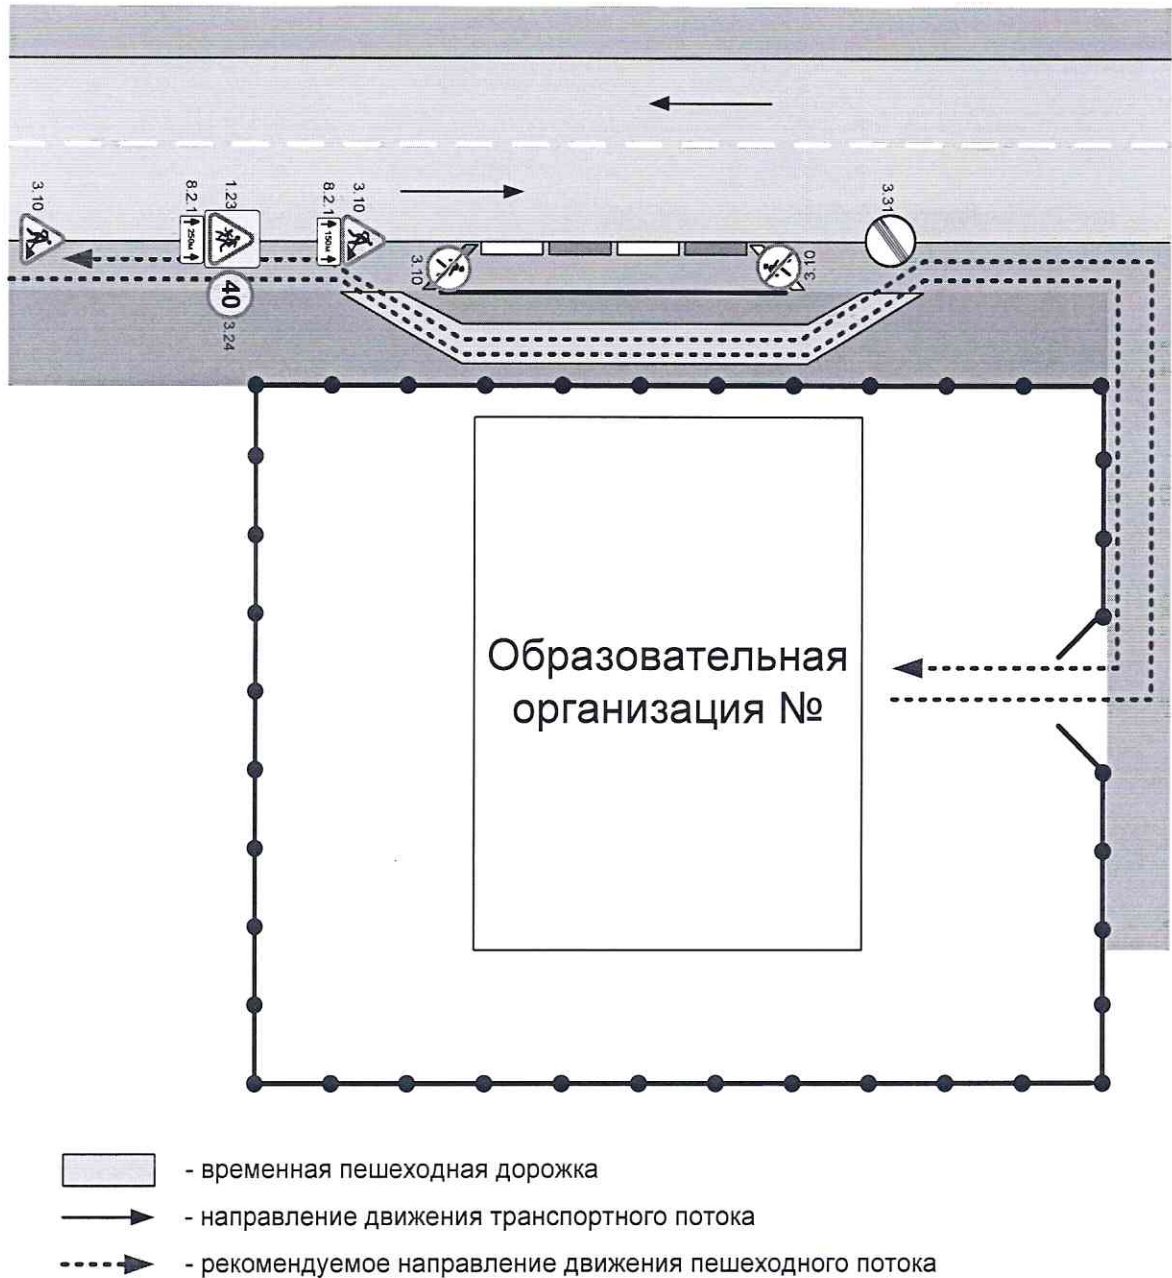 3.10
8.2.1
250м
1.23
8.2.1
150м
3.10
3.31
3.10
3.10
40
3.24
Образовательная
организация №
- временная пешеходная дорожка
- направление движения транспортного потока
- рекомендуемое направление движения пешеходного потока